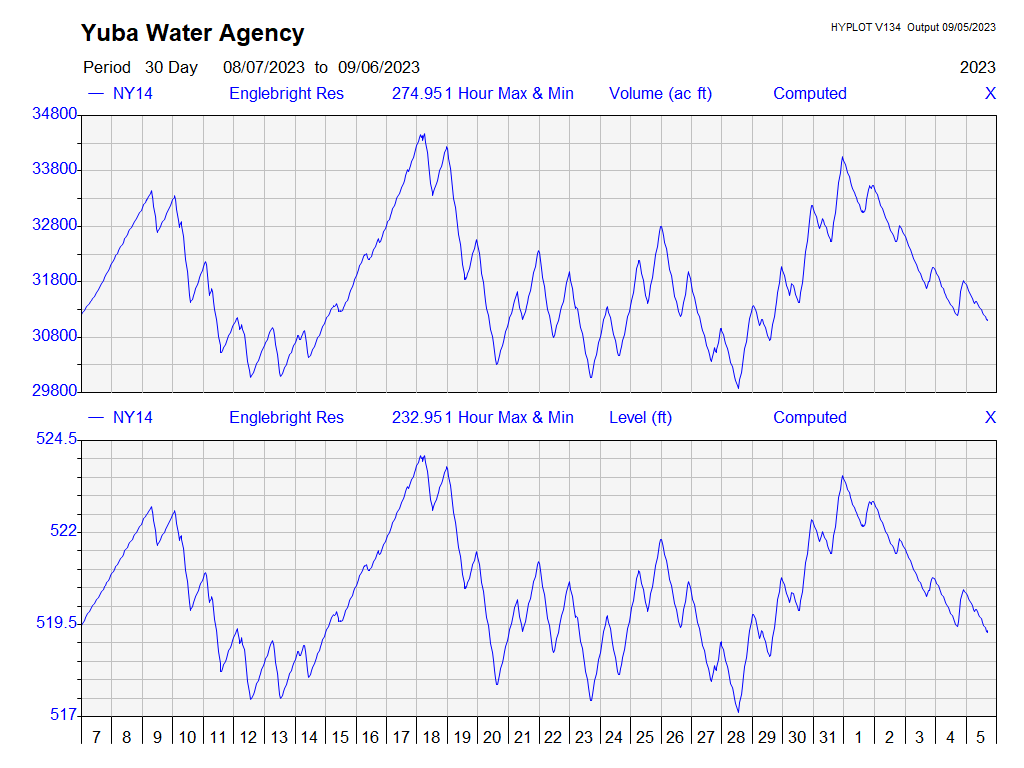 Yuba Water Agency
HYPLOT V134 Output 09/05/2023
Period 30 Day 08/07/2023 to 09/06/2023 2023
NY14 Englebright Res 274.951 Hour Max & Min Volume (ac ft) Computed X
34800
33800
32800
31800
30800
29800
NY14 Englebright Res 232.951 Hour Max & Min Level (ft) Computed X
524.5
522
519.5
517
7 8 9 10 11 12 13 14 15 16 17 18 19 20 21 22 23 24 25 26 27 28 29 30 31 1 2 3 4 5